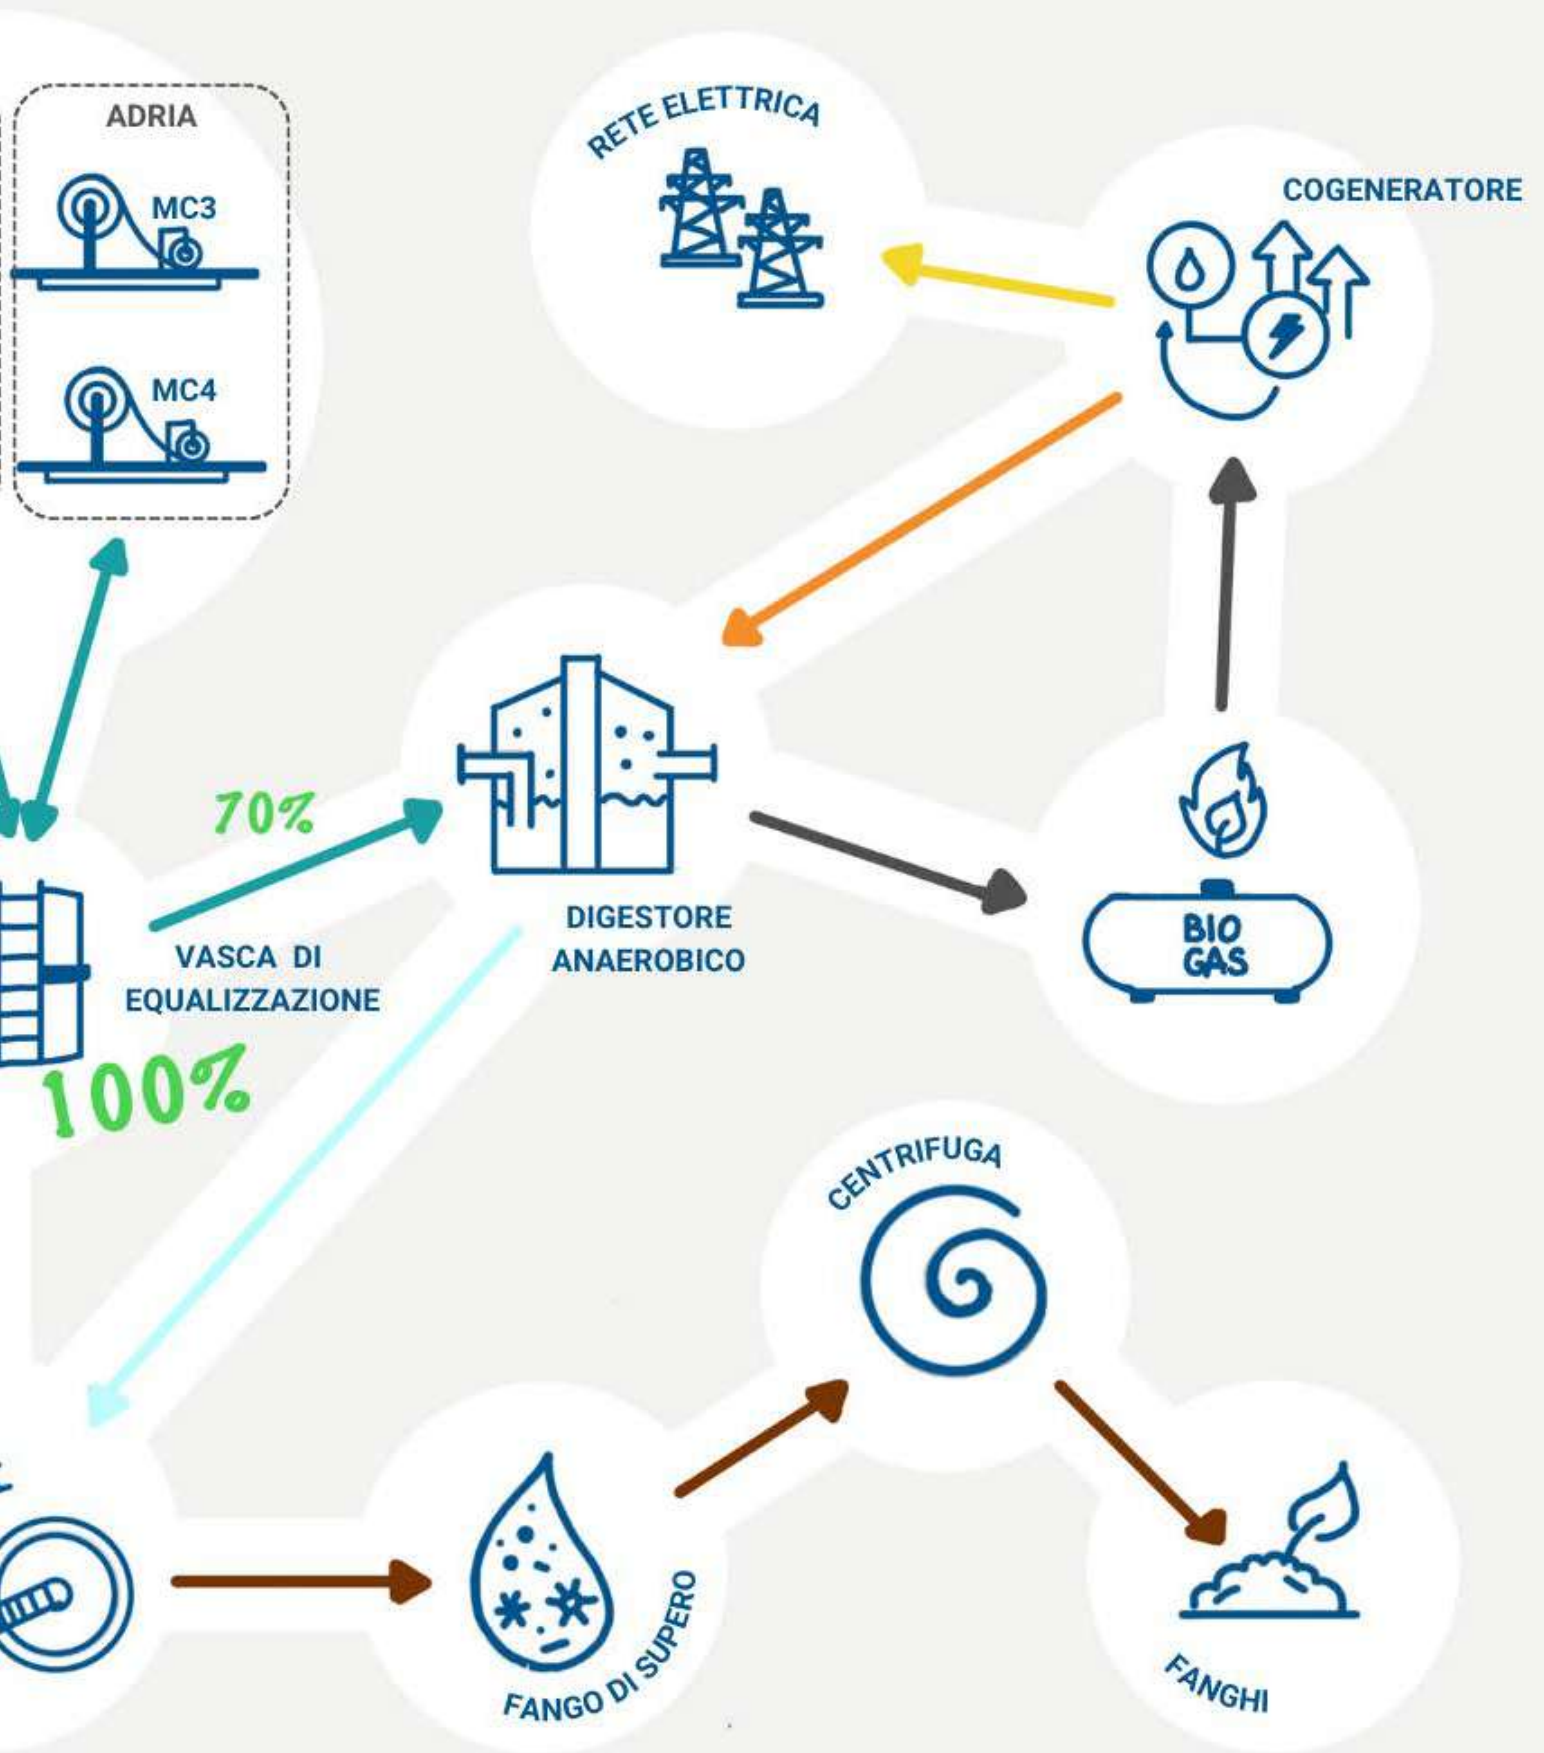 ADRIA
MC3
MC4
RETE ELETTRICA
COGENERATORE
70%
VASCA DI
EQUALIZZAZIONE
100%
DIGESTORE
ANAEROBICO
BIO
GAS
CENTRIFUGA
FANGO DI SUPERO
FANGHI